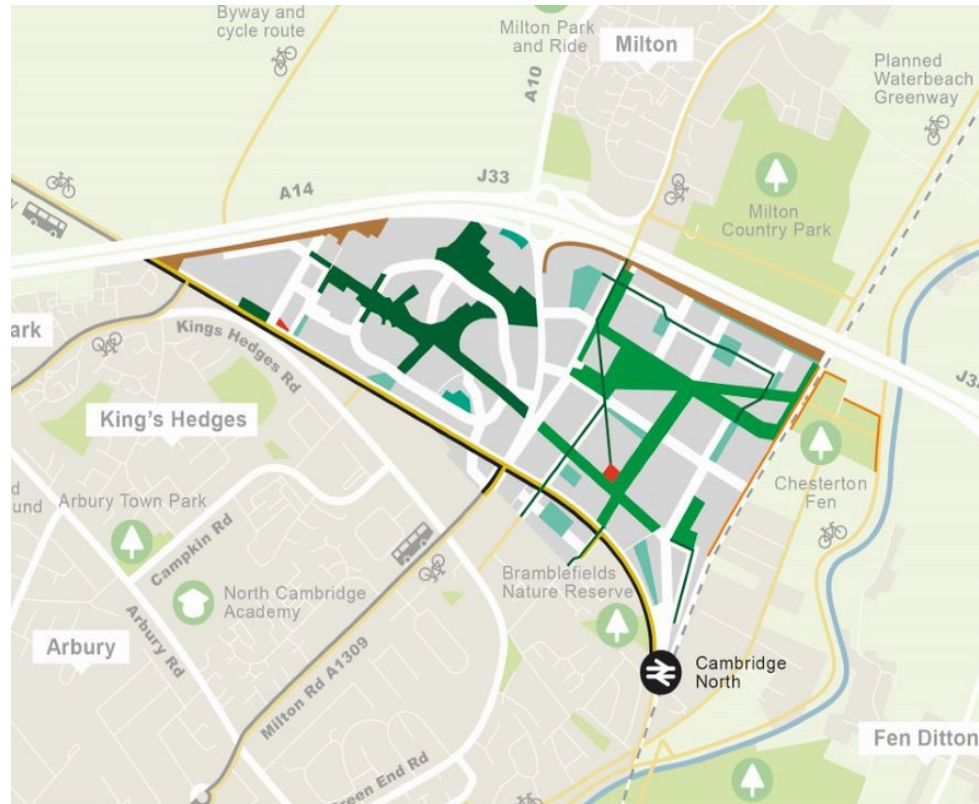 Byway and
cycle route
Milton Park
and Ride
Milton
A10
Planned
Waterbeach
Greenway
J33
A14
Milton
Country Park
ark
Kings Hedges Rd
King's Hedges
Arbury Town Park
Campkin Rd
North Cambridge
Academy
Arbury
Arbury Rd
Milton Rd A1309
Chesterton
Fen
Bramblefields
Nature Reserve
Cambridge
North
Fen Ditton